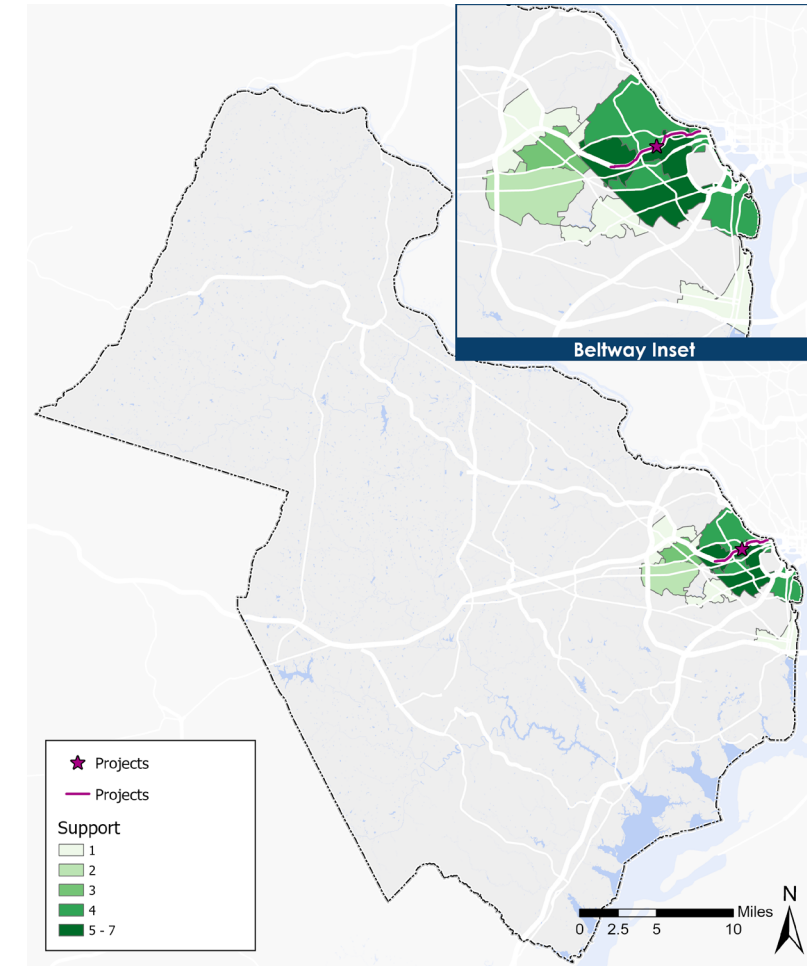 Beltway Inset
Projects
Projects
Support
1
2
3
4
5 - 7
N
Miles
0 2.5 5 10